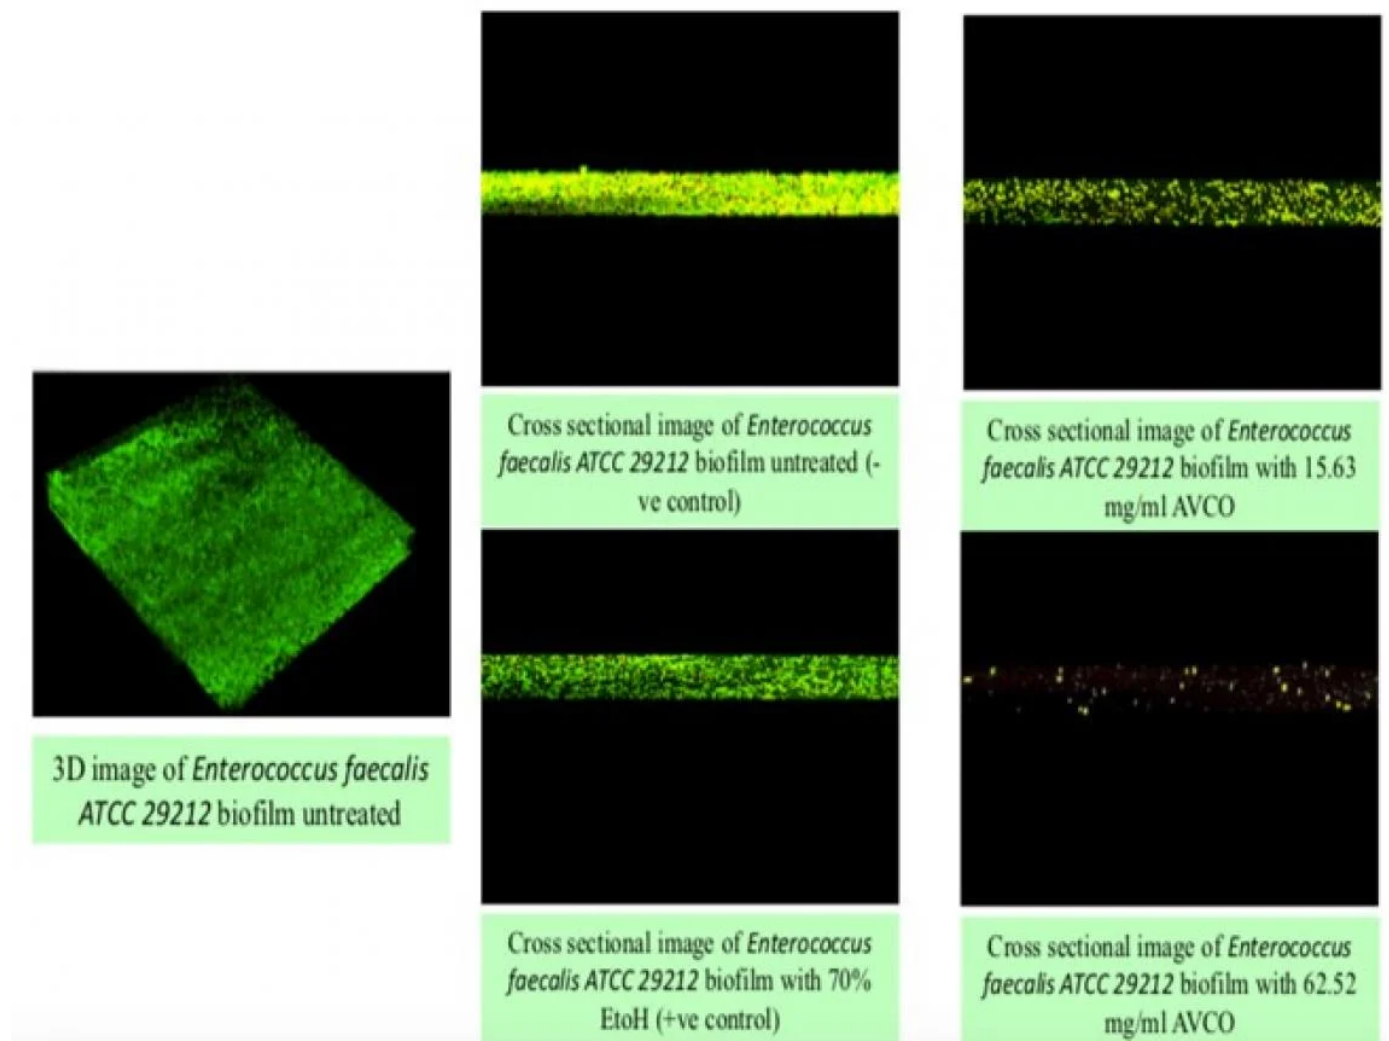 Cross sectional image of Enterococcus
faecalis ATCC 29212 biofilm untreated (-
ve control)
Cross sectional image of Enterococcus
faecalis ATCC 29212 biofilm with 15.63
mg/ml AVCO
3D image of Enterococcus faecalis
ATCC 29212 biofilm untreated
Cross sectional image of Enterococcus
faecalis ATCC 29212 biofilm with 70%
EtoH (+ve control)
Cross sectional image of Enterococcus
faecalis ATCC 29212 biofilm with 62.52
mg/ml AVCO